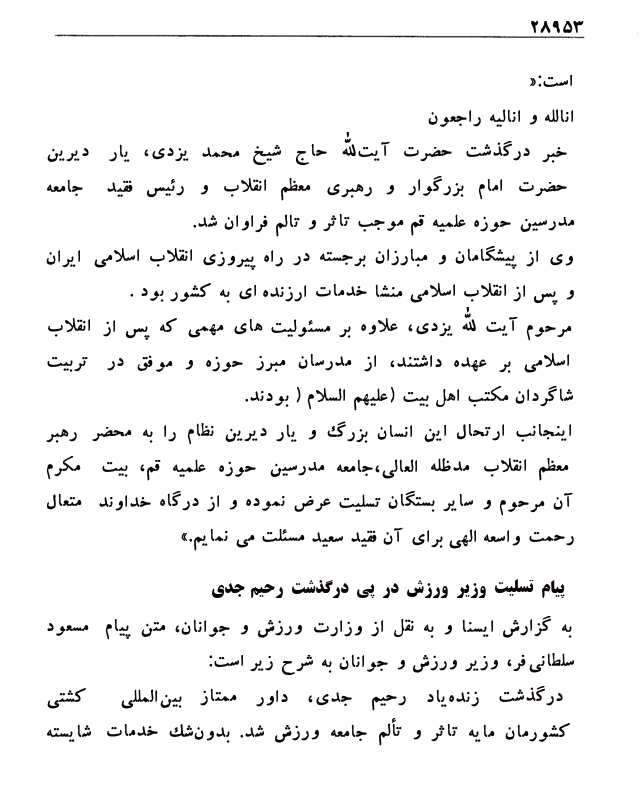 ۲۸۹۵۳
است:«
انالله و انالیه راجعون
خبر درگذشت حضرت آیت‌الله حاج شیخ محمد یزدی، یار دیرین
حضرت امام بزرگوار و رهبری معظم انقلاب و رئیس فقید جامعه
مدرسین حوزه علمیه قم موجب تاثر و تالم فراوان شد.
وی از پیشگامان و مبارزان برجسته در راه پیروزی انقلاب اسلامی ایران
و پس از انقلاب اسلامی منشا خدمات ارزنده ای به کشور بود .
مرحوم آیت الله یزدی، علاوه بر مسئولیت های مهمی که پس از انقلاب
اسلامی بر عهده داشتند، از مدرسان مبرز حوزه و موفق در تربیت
شاگردان مکتب اهل بیت (علیهم السلام ( بودند.
اینجانب ارتحال این انسان بزرگ و یار دیرین نظام را به محضر رهبر
معظم انقلاب مدظله العالی،جامعه مدرسین حوزه علمیه قم، بیت مکرم
آن مرحوم و سایر بستگان تسلیت عرض نموده و از درگاه خداوند متعال
رحمت واسعه الهی برای آن فقید سعید مسئلت می نمایم.»
پیام تسلیت وزیر ورزش در پی درگذشت رحیم جدی
به گزارش ایسنا و به نقل از وزارت ورزش و جوانان، متن پیام مسعود
سلطانی‌فر، وزیر ورزش و جوانان به شرح زیر است:
درگذشت زنده‌یاد رحیم جدی، داور ممتاز بین‌المللی کشتی
کشورمان مایه تاثر و تألم جامعه ورزش شد. بدون‌شك خدمات شایسته